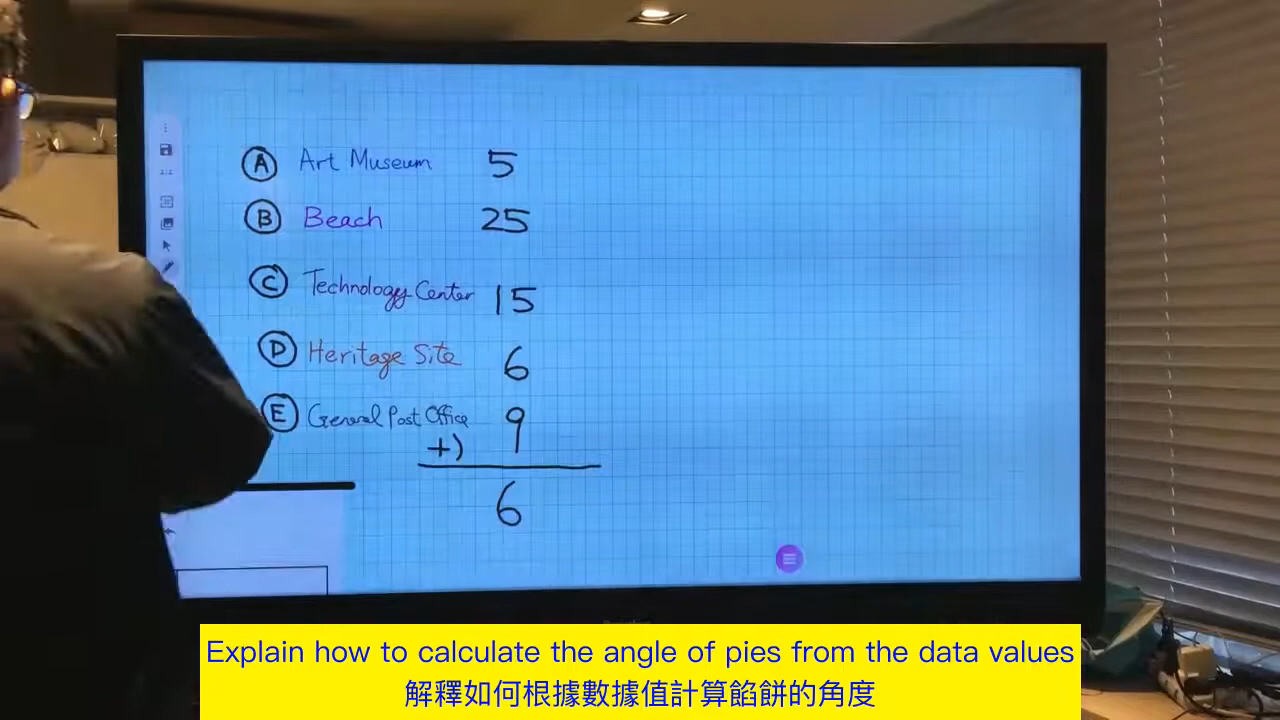 A Art Museum 5
B Beach 25
C Technology Center 15
D Heritage Site 6
E General Post Office 9
+)
6
Explain how to calculate the angle of pies from the data values
解釋如何根據數據值計算餡餅的角度